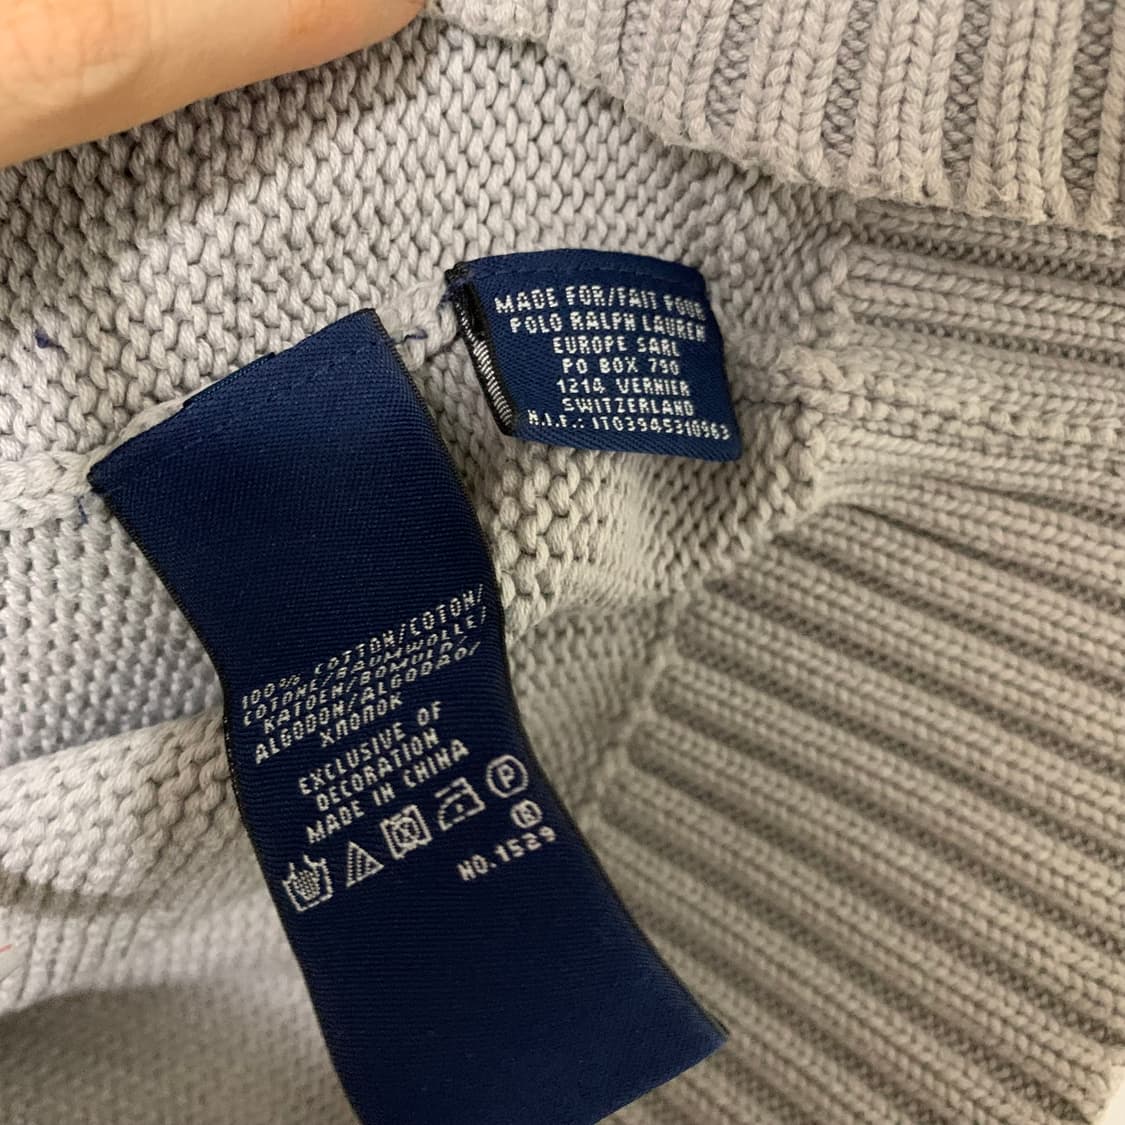 MADE FOR/FAIT POUR
POLO RALPH LAUREN
EUROPE SARL
PO BOX 790
1214 VERNIER
SWITZERLAND
N.I.F.: IT03945310963
100% COTTON/COTON/
COTONE/BAUMWOLLE/
KATOEN/BOMULD/
ALGODON/ALGODAO/
ХЛОПОК
EXCLUSIVE OF
DECORATION
MADE IN CHINA
P
R
NO.1529